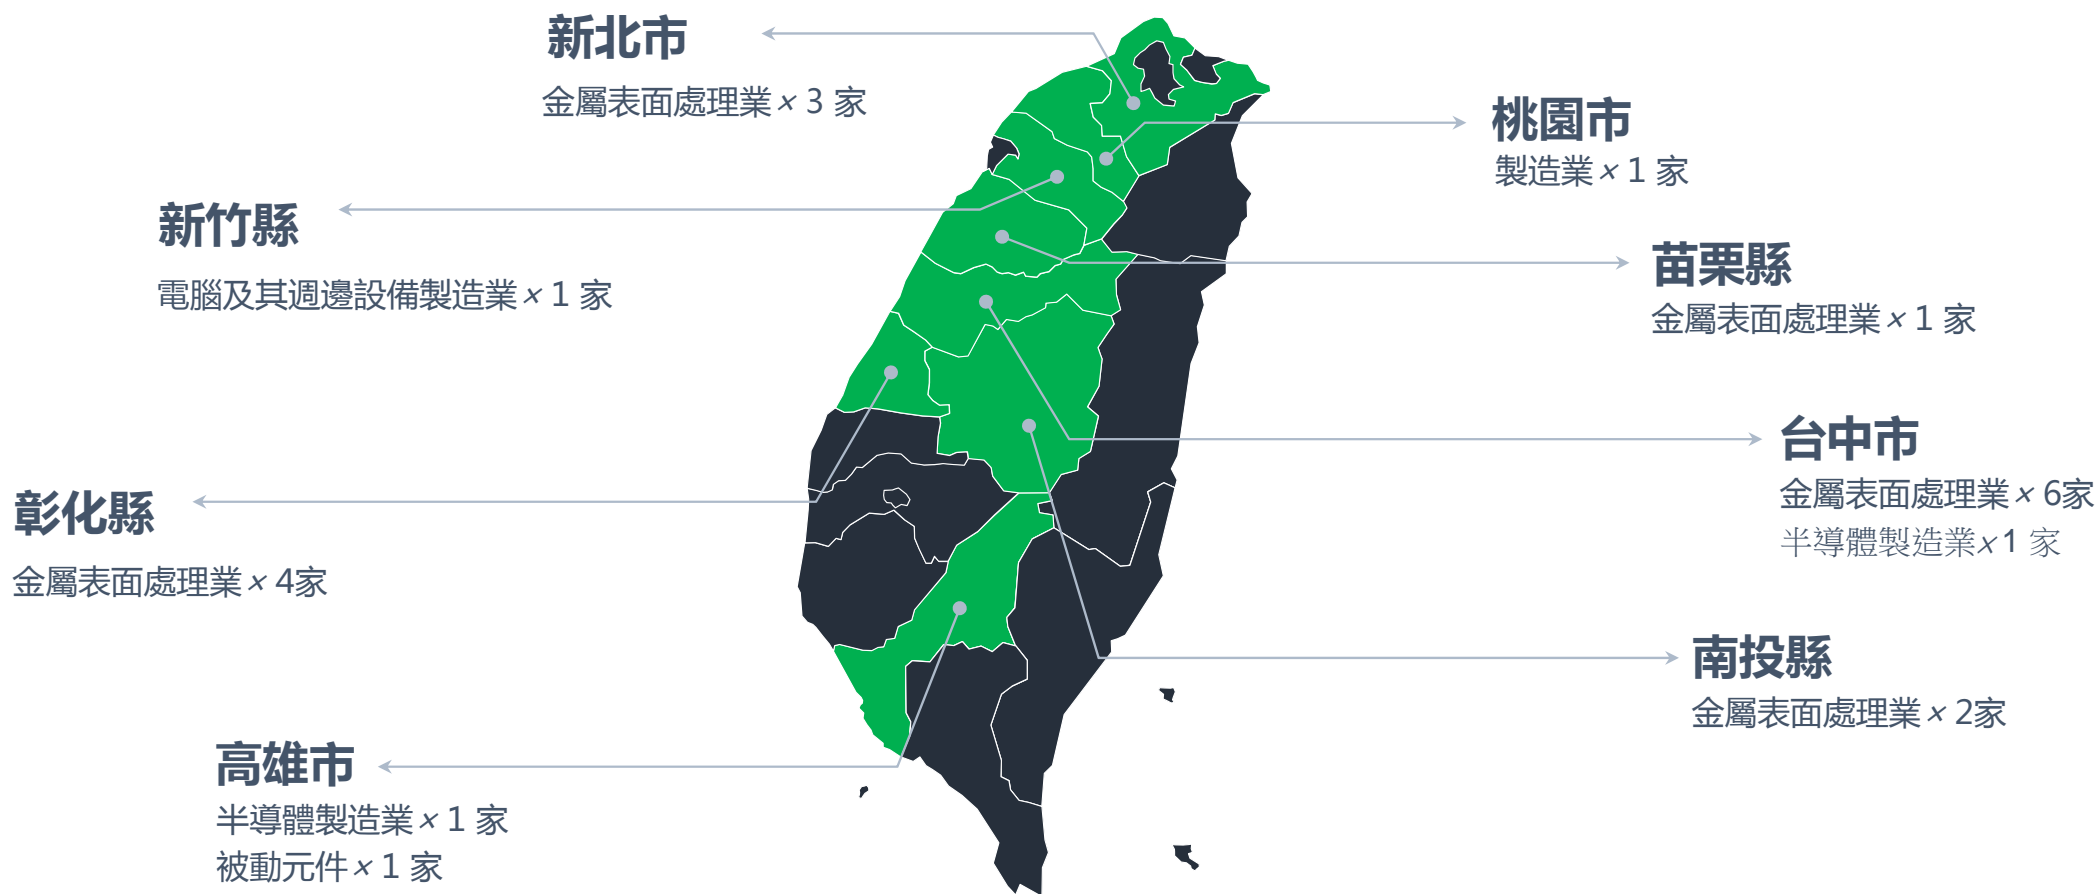 新北市
金屬表面處理業× 3 家
桃園市
製造業× 1 家
新竹縣
電腦及其週邊設備製造業× 1 家
苗栗縣
金屬表面處理業× 1 家
台中市
金屬表面處理業× 6家
半導體製造業×1 家
彰化縣
金屬表面處理業× 4家
南投縣
金屬表面處理業× 2家
高雄市
半導體製造業× 1 家
被動元件× 1 家